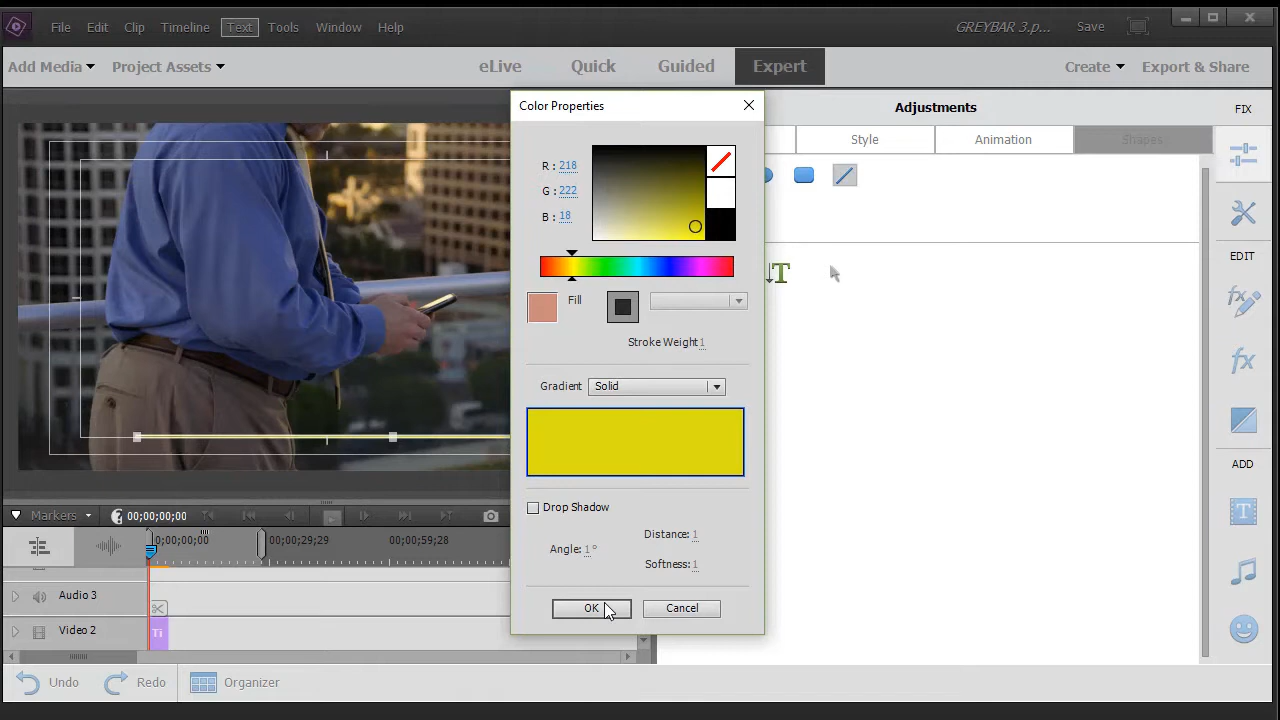 File Edit Clip Timeline Text Tools Window Help GREYBAR 3.p... Save
Add Media Project Assets eLive Quick Guided Expert Create Export & Share
Color Properties
Adjustments
FIX
Style Animation Shapes
R : 218
G : 222
B : 18
Fill
T
Stroke Weight 1
EDIT
Gradient Solid
ADD
Drop Shadow
Distance: 1
Angle: 1°
Softness: 1
OK Cancel
Markers 00;00;00;00
0;00;00;00 00;00;29;29 00;00;59;28
Audio 3
Video 2 Ti
Undo Redo Organizer